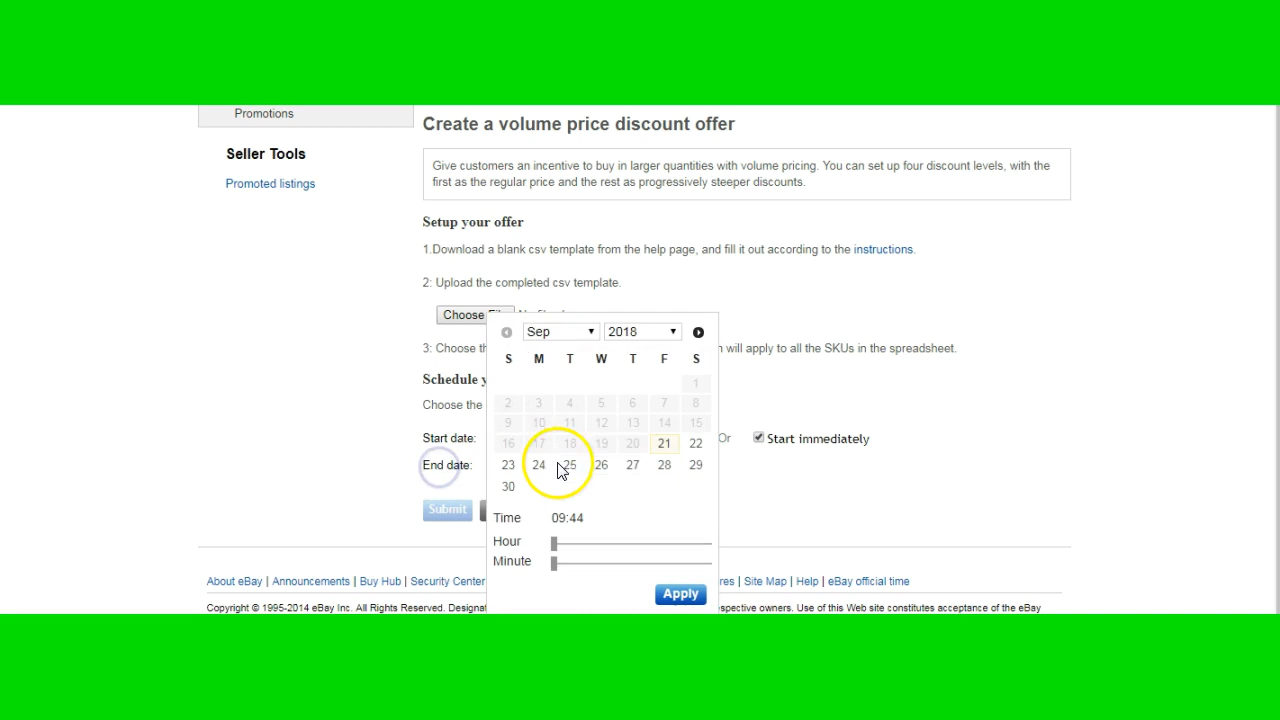 Promotions
Create a volume price discount offer
Seller Tools
Give customers an incentive to buy in larger quantities with volume pricing. You can set up four discount levels, with the
Promoted listings
first as the regular price and the rest as progressively steeper discounts.
Setup your offer
1.Download a blank csv template from the help page, and fill it out according to the instructions.
2: Upload the completed csv template.
Choose
Sep 2018
3: Choose will apply to all the SKUs in the spreadsheet.
S M T W T F S
Schedule
1
Choose the
2 3 4 5 6 7 8
9 10 11 12 13 14 15
Start date:
16 17 18 19 20 21 22
Or Start immediately
End date:
23 24 25 26 27 28 29
30
Submit
Time 09:44
Hour
Minute
Apply
About eBay | Announcements | Buy Hub | Security Center | Site Map | Help | eBay official time
Copyright © 1995-2014 eBay Inc. All Rights Reserved. owners. Use of this Web site constitutes acceptance of the eBay